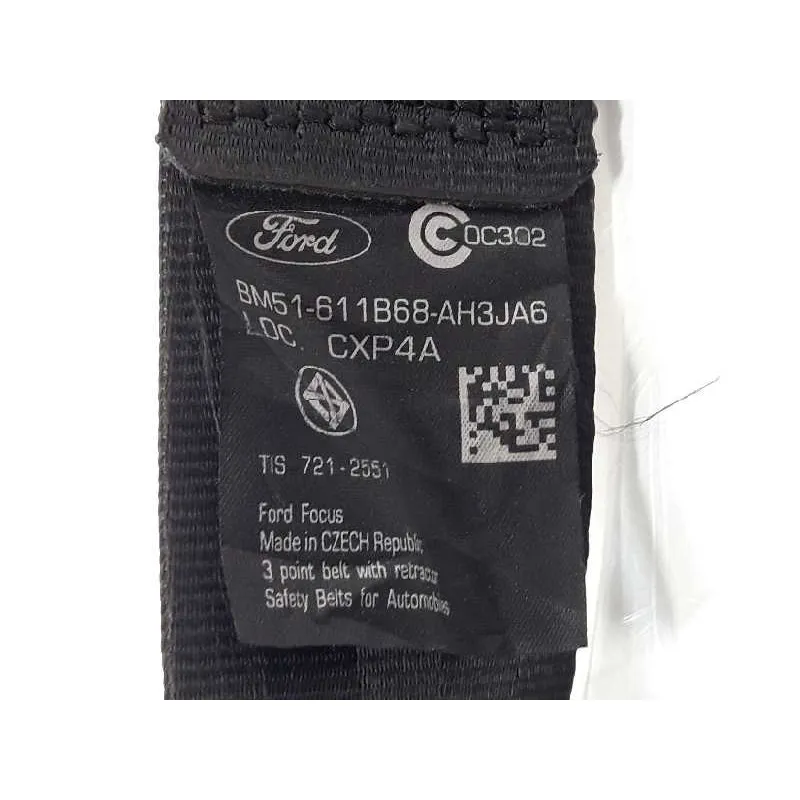 Ford
CC 0C302
BM51-611B68-AH3JA6
LOC. CXP4A
TIS 721-2551
Ford Focus
Made in CZECH Republic
3 point belt with retractor
Safety Belts for Automobiles